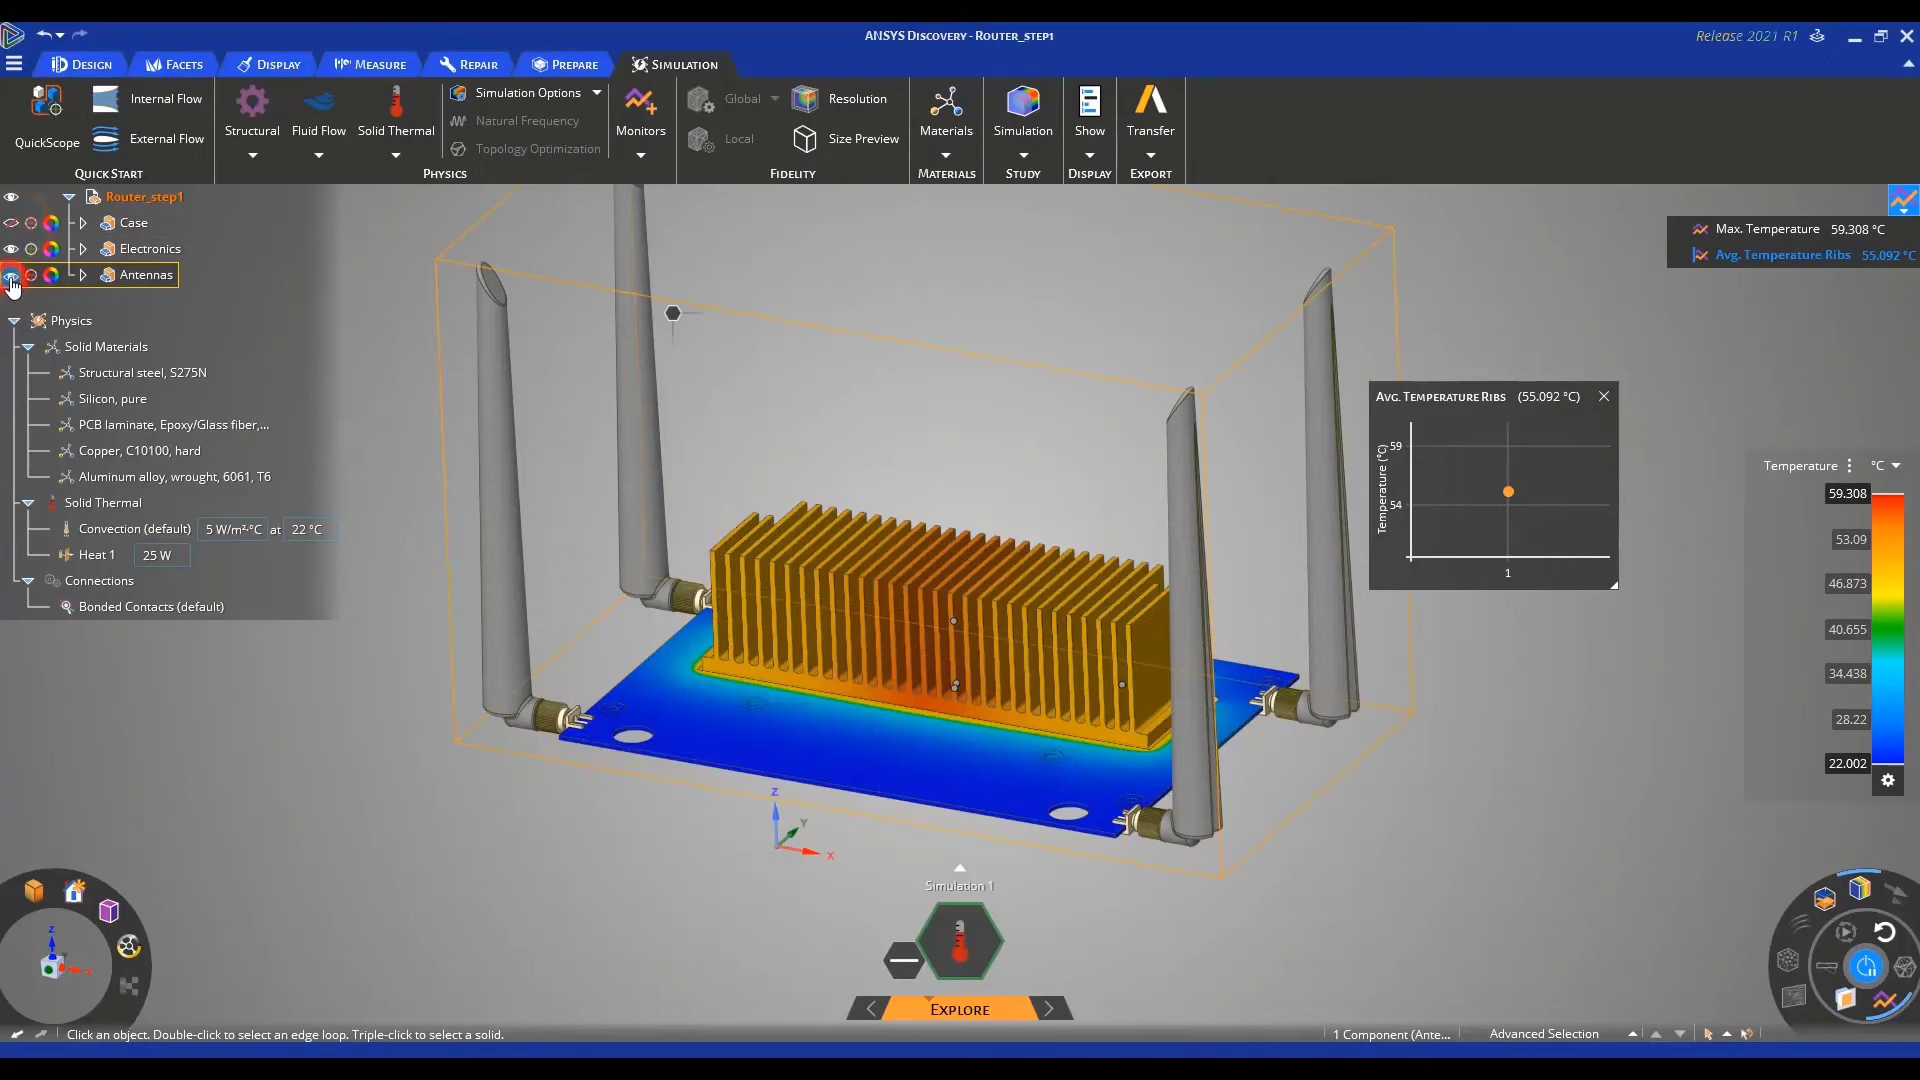 ANSYS DISCOVERY - ROUTER_STEP1
Release 2021 R1
DESIGN
FACETS
DISPLAY
MEASURE
REPAIR
PREPARE
SIMULATION
QuickScope
Internal Flow
External Flow
QUICK START
Structural
Fluid Flow
Solid Thermal
Simulation Options
Natural Frequency
Topology Optimization
Monitors
PHYSICS
Global
Local
Resolution
Size Preview
FIDELITY
Materials
MATERIALS
Simulation
STUDY
Show
DISPLAY
Transfer
EXPORT
Router_step1
Case
Electronics
Antennas
Physics
Solid Materials
Structural steel, S275N
Silicon, pure
PCB laminate, Epoxy/Glass fiber,...
Copper, C10100, hard
Aluminum alloy, wrought, 6061, T6
Solid Thermal
Convection (default) 5 W/m²·°C at 22 °C
Heat 1 25 W
Connections
Bonded Contacts (default)
Max. Temperature 59.308 °C
Avg. Temperature Ribs 55.092 °C
AVG. TEMPERATURE RIBS (55.092 °C)
Temperature (°C)
59
54
1
Temperature °C
59.308
53.09
46.873
40.655
34.438
28.22
22.002
Z
Y
X
Z
X
Simulation 1
EXPLORE
Click an object. Double-click to select an edge loop. Triple-click to select a solid.
1 Component (Ante...
Advanced Selection